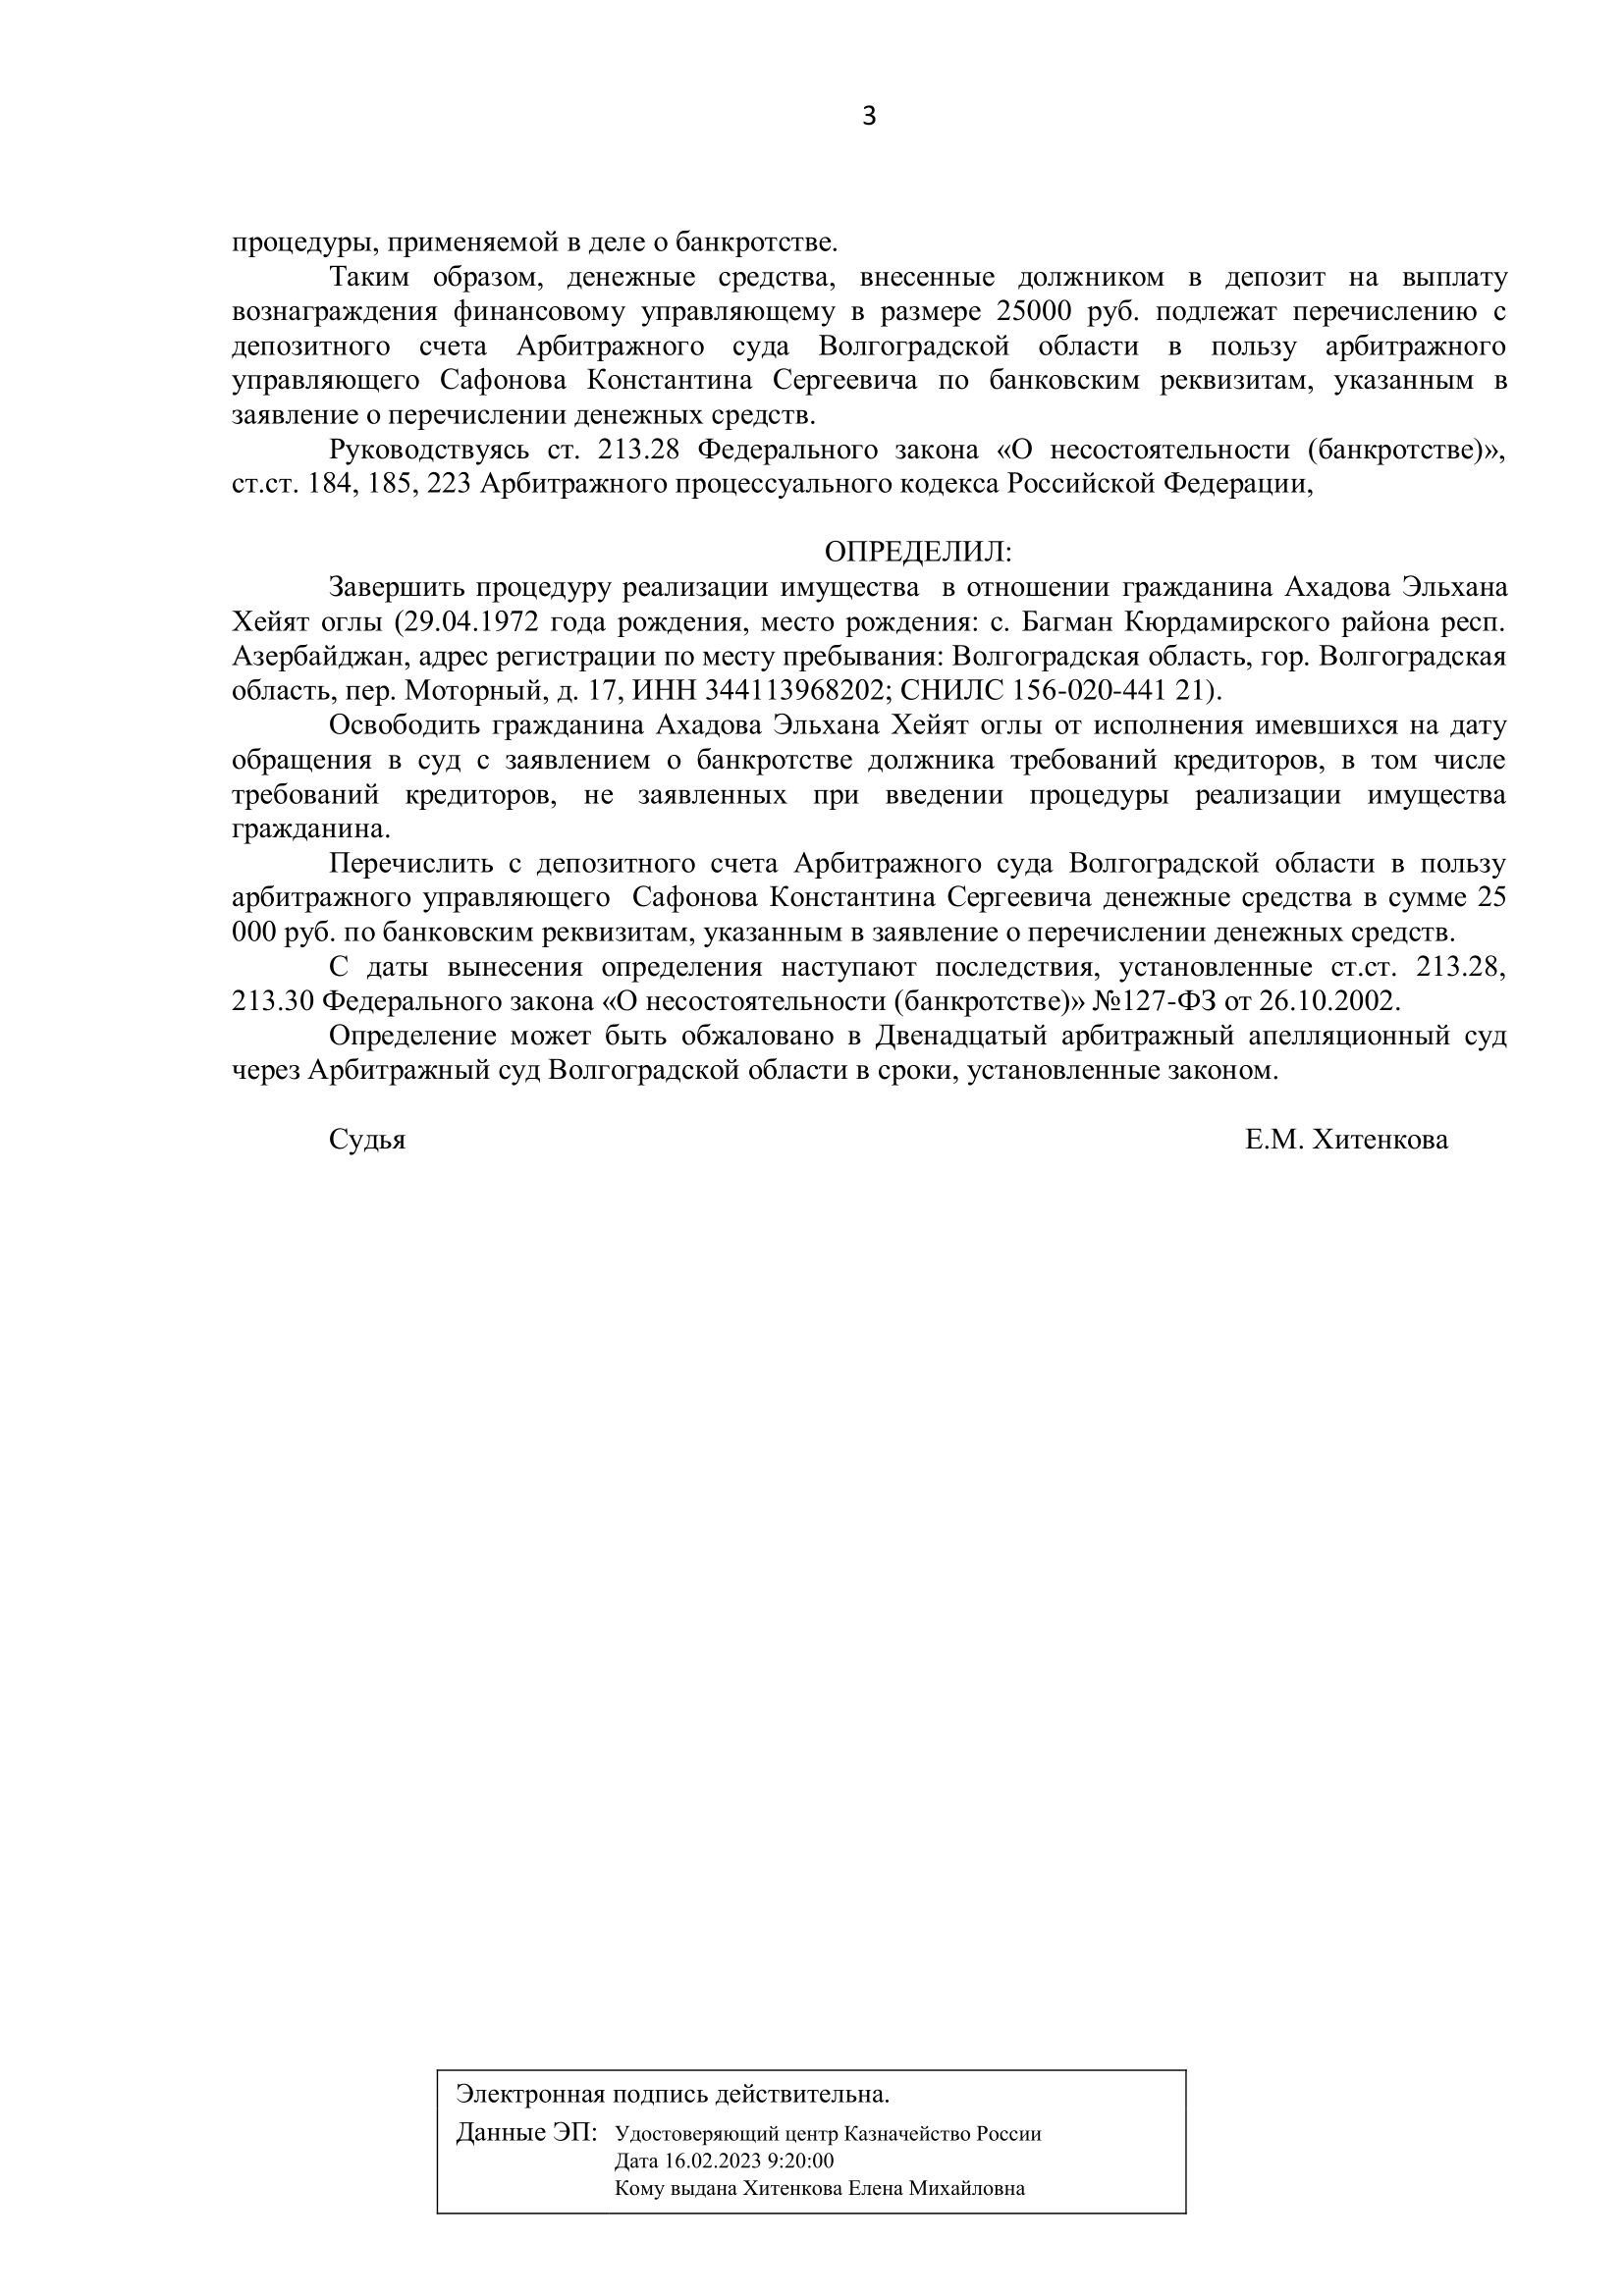 3
процедуры, применяемой в деле о банкротстве.
Таким образом, денежные средства, внесенные должником в депозит на выплату
вознаграждения финансовому управляющему в размере 25000 руб. подлежат перечислению с
депозитного счета Арбитражного суда Волгоградской области в пользу арбитражного
управляющего Сафонова Константина Сергеевича по банковским реквизитам, указанным в
заявление о перечислении денежных средств.
Руководствуясь ст. 213.28 Федерального закона «О несостоятельности (банкротстве)»,
ст.ст. 184, 185, 223 Арбитражного процессуального кодекса Российской Федерации,
ОПРЕДЕЛИЛ:
Завершить процедуру реализации имущества в отношении гражданина Ахадова Эльхана
Хейят оглы (29.04.1972 года рождения, место рождения: с. Багман Кюрдамирского района респ.
Азербайджан, адрес регистрации по месту пребывания: Волгоградская область, гор. Волгоградская
область, пер. Моторный, д. 17, ИНН 344113968202; СНИЛС 156-020-441 21).
Освободить гражданина Ахадова Эльхана Хейят оглы от исполнения имевшихся на дату
обращения в суд с заявлением о банкротстве должника требований кредиторов, в том числе
требований кредиторов, не заявленных при введении процедуры реализации имущества
гражданина.
Перечислить с депозитного счета Арбитражного суда Волгоградской области в пользу
арбитражного управляющего Сафонова Константина Сергеевича денежные средства в сумме 25
000 руб. по банковским реквизитам, указанным в заявление о перечислении денежных средств.
С даты вынесения определения наступают последствия, установленные ст.ст. 213.28,
213.30 Федерального закона «О несостоятельности (банкротстве)» №127-ФЗ от 26.10.2002.
Определение может быть обжаловано в Двенадцатый арбитражный апелляционный суд
через Арбитражный суд Волгоградской области в сроки, установленные законом.
Судья Е.М. Хитенкова
Электронная подпись действительна.
Данные ЭП: Удостоверяющий центр Казначейство России
Дата 16.02.2023 9:20:00
Кому выдана Хитенкова Елена Михайловна